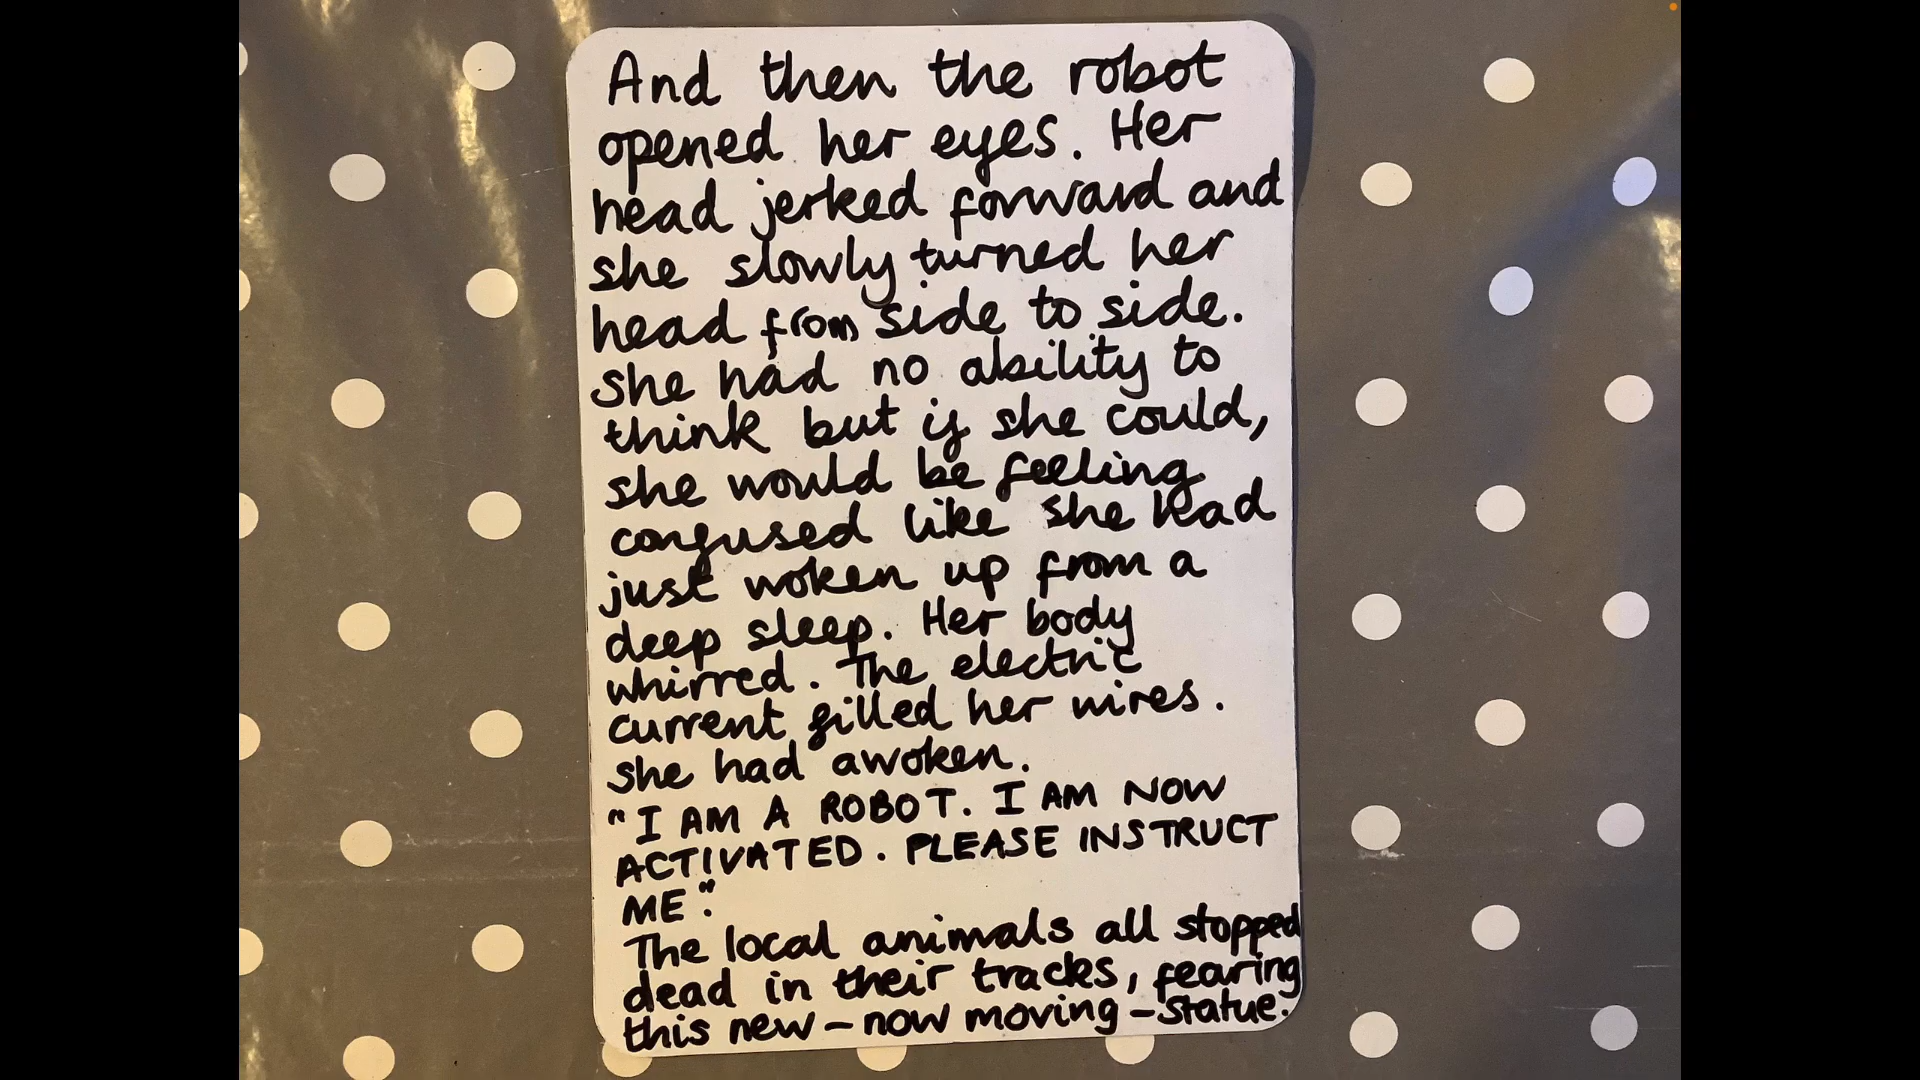 And then the robot
opened her eyes. Her
head jerked forward and
she slowly turned her
head from side to side.
She had no ability to
think but if she could,
she would be feeling
confused like she had
just woken up from a
deep sleep. Her body
whirred. The electric
current filled her wires.
She had awoken.
"I AM A ROBOT. I AM NOW
ACTIVATED. PLEASE INSTRUCT
ME".
The local animals all stopped
dead in their tracks, fearing
this new - now moving - statue.